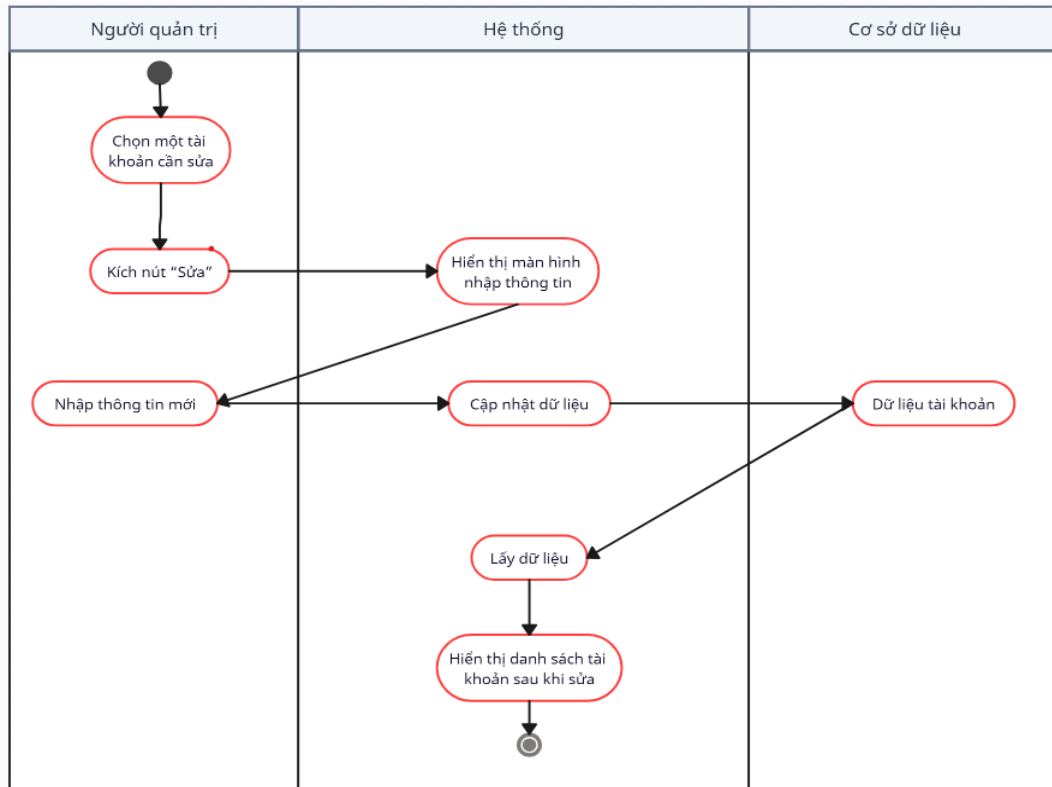 Người quản trị
Hệ thống
Cơ sở dữ liệu
Chọn một tài
khoản cần sửa
Kích nút “Sửa”
Hiển thị màn hình
nhập thông tin
Nhập thông tin mới
Cập nhật dữ liệu
Dữ liệu tài khoản
Lấy dữ liệu
Hiển thị danh sách tài
khoản sau khi sửa